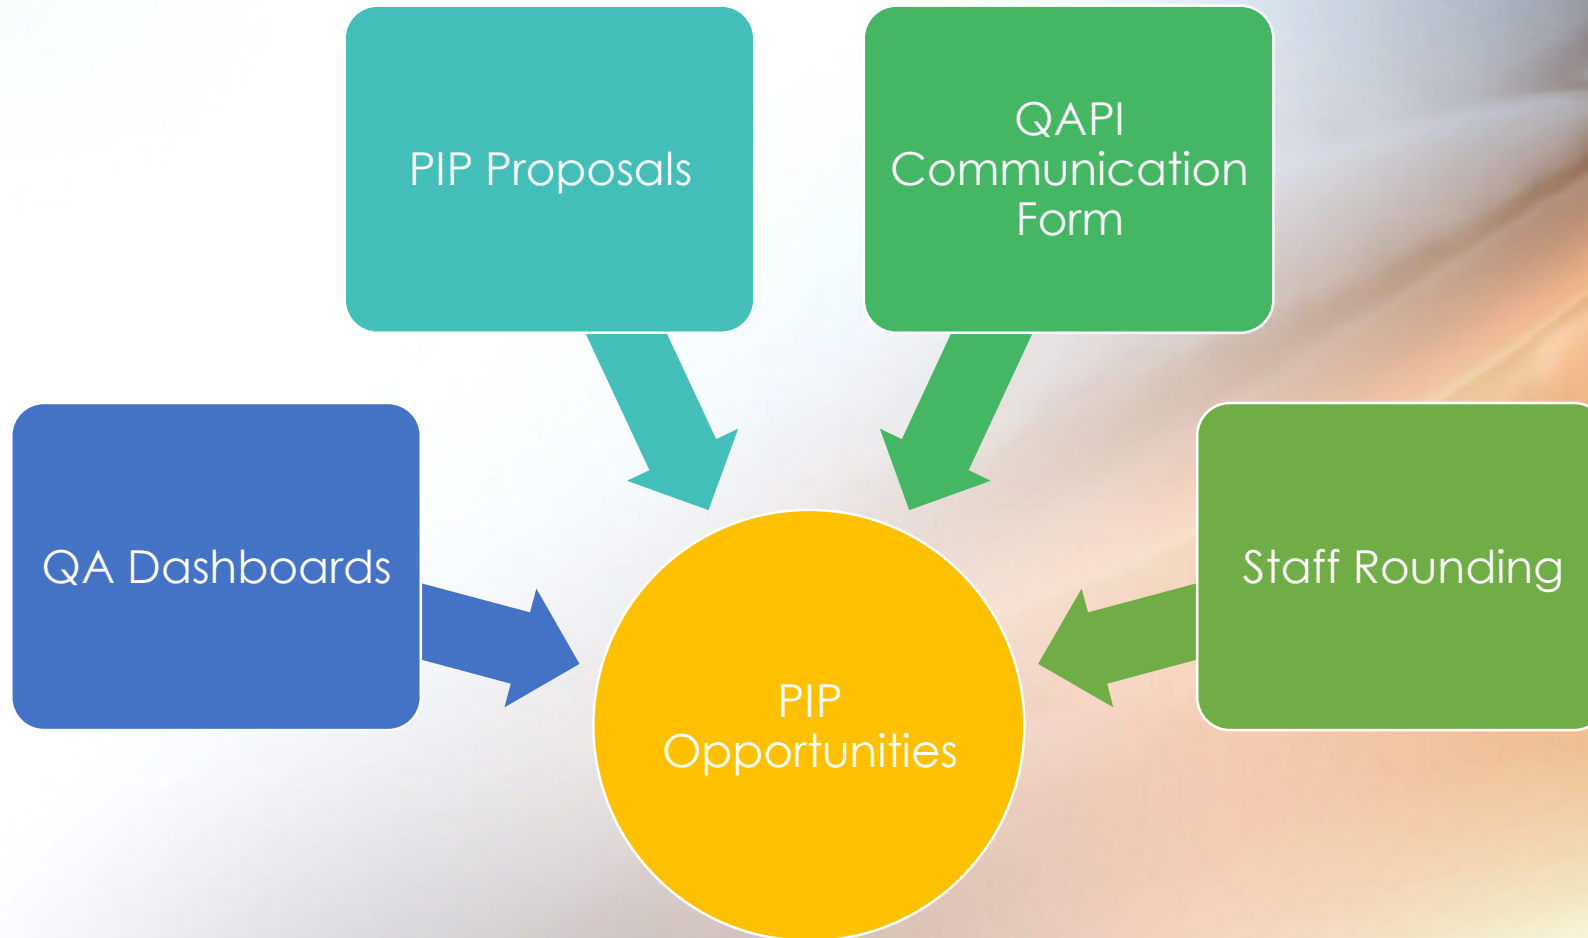 PIP Proposals
QAPI
Communication
Form
QA Dashboards
Staff Rounding
PIP
Opportunities